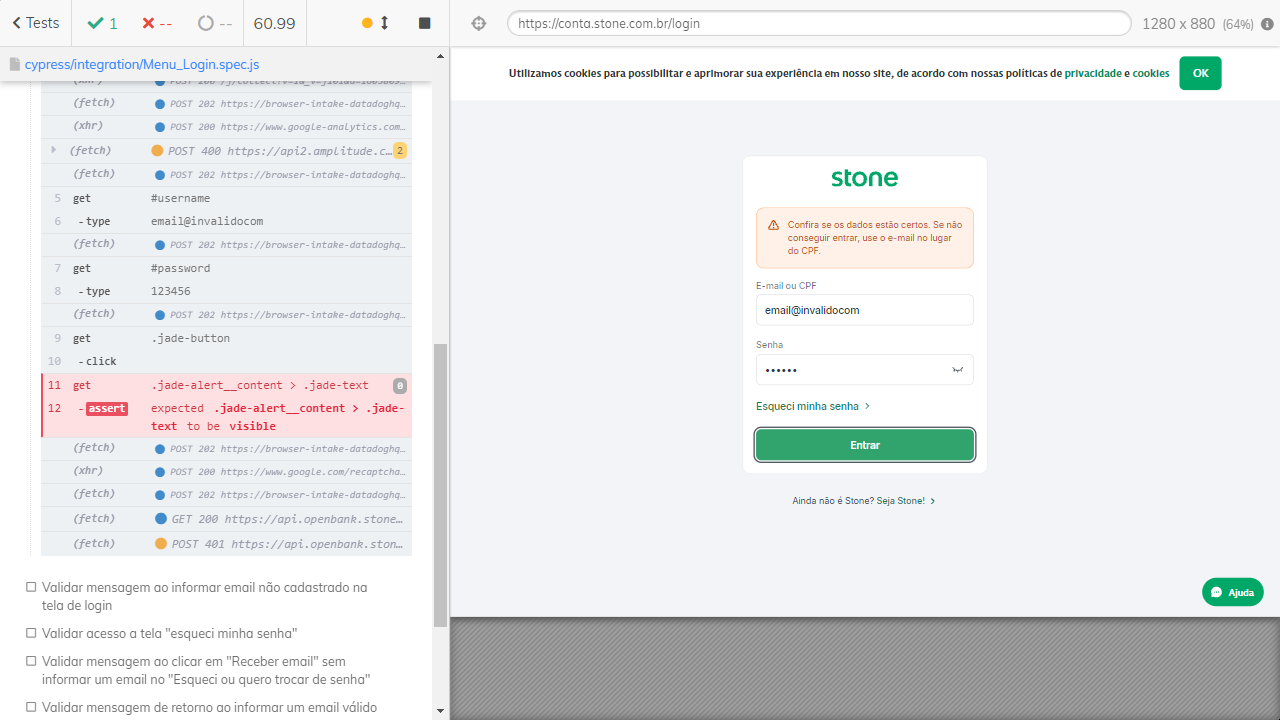 Tests
1
--
--
60.99
https://conta.stone.com.br/login
1280 x 880 (64%)
cypress/integration/Menu_Login.spec.js
(fetch) POST 202 https://browser-intake-datadoghq…
(xhr) POST 200 https://www.google-analytics.com…
(fetch) POST 400 https://api2.amplitude.c… 2
(fetch) POST 202 https://browser-intake-datadoghq…
5 get #username
6 -type email@invalidocom
(fetch) POST 202 https://browser-intake-datadoghq…
7 get #password
8 -type 123456
(fetch) POST 202 https://browser-intake-datadoghq…
9 get .jade-button
10 -click
11 get .jade-alert__content > .jade-text 0
12 -assert expected .jade-alert__content > .jade-
text to be visible
(fetch) POST 202 https://browser-intake-datadoghq…
(xhr) POST 200 https://www.google.com/recaptcha…
(fetch) POST 202 https://browser-intake-datadoghq…
(fetch) GET 200 https://api.openbank.stone…
(fetch) POST 401 https://api.openbank.ston…
Validar mensagem ao informar email não cadastrado na
tela de login
Validar acesso a tela "esqueci minha senha"
Validar mensagem ao clicar em "Receber email" sem
informar um email no "Esqueci ou quero trocar de senha"
Validar mensagem de retorno ao informar um email válido
Utilizamos cookies para possibilitar e aprimorar sua experiência em nosso site, de acordo com nossas políticas de privacidade e cookies
OK
stone
Confira se os dados estão certos. Se não
conseguir entrar, use o e-mail no lugar
do CPF.
E-mail ou CPF
email@invalidocom
Senha
••••••
Esqueci minha senha
Entrar
Ainda não é Stone? Seja Stone!
Ajuda